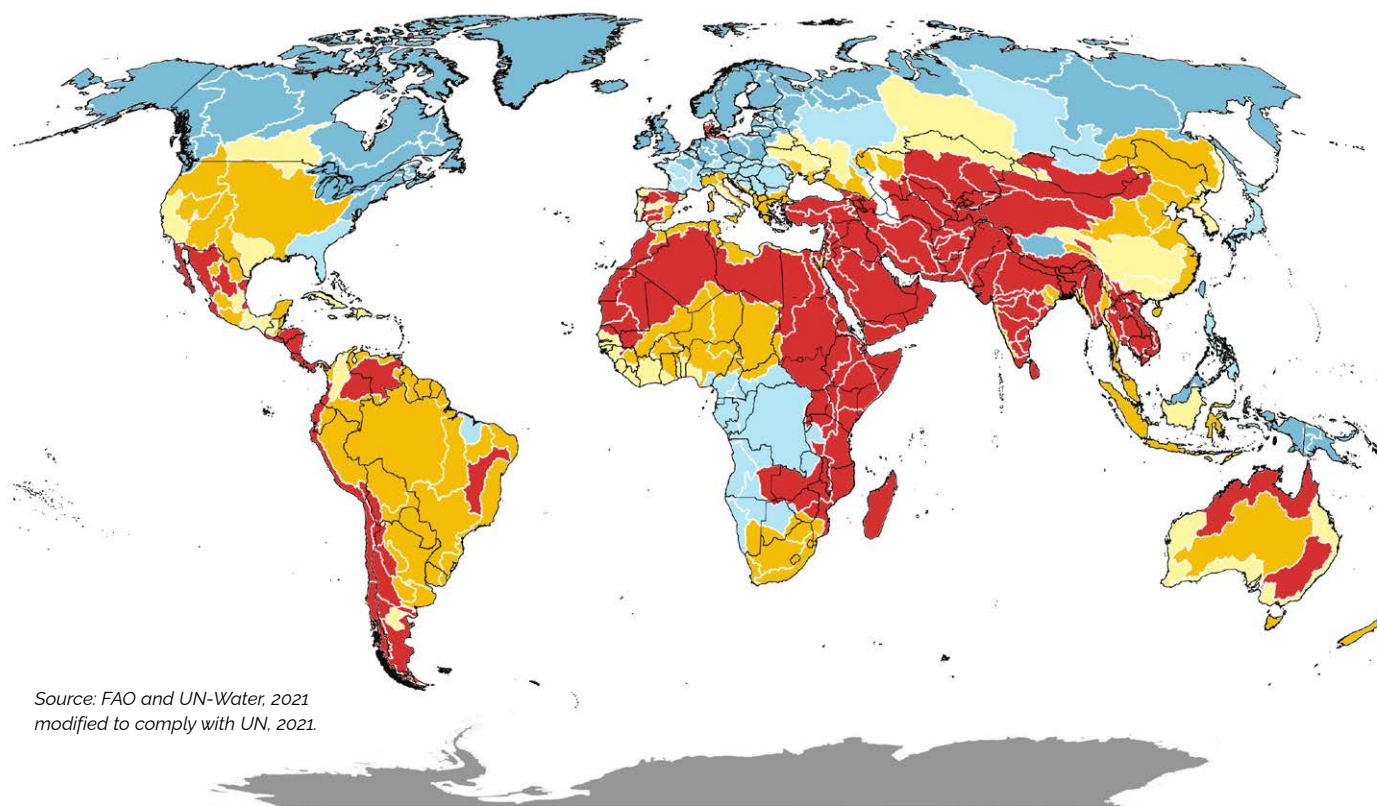 Source: FAO and UN-Water, 2021
modified to comply with UN, 2021.